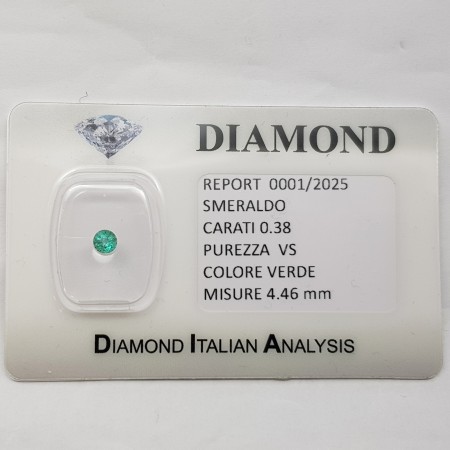 DIAMOND
REPORT 0001/2025
SMERALDO
CARATI 0.38
PUREZZA VS
COLORE VERDE
MISURE 4.46 mm
DIAMOND ITALIAN ANALYSIS